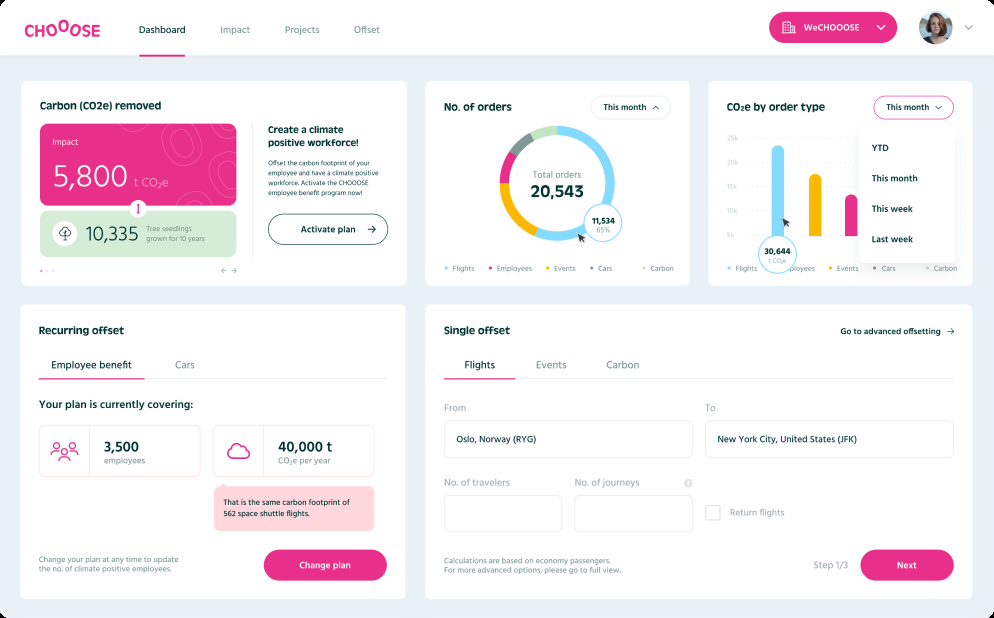 CHOOOSE
Dashboard
Impact
Projects
Offset
WeCHOOOSE
Carbon (CO2e) removed
Impact
5,800 t CO₂e
10,335
Tree seedlings
grown for 10 years
Create a climate
positive workforce!
Offset the carbon footprint of your
employee and have a climate positive
workforce. Activate the CHOOOSE
employee benefit program now!
Activate plan
No. of orders
This month
Total orders
20,543
11,534
65%
Flights
Employees
Events
Cars
Carbon
CO₂e by order type
This month
25k
20k
15k
10k
5k
YTD
This month
This week
Last week
30,644
t CO₂e
Flights
ployees
Events
Cars
Carbon
Recurring offset
Employee benefit
Cars
Your plan is currently covering:
3,500
employees
40,000 t
CO₂e per year
That is the same carbon footprint of
562 space shuttle flights.
Change your plan at any time to update
the no. of climate positive employees.
Change plan
Single offset
Go to advanced offsetting
Flights
Events
Carbon
From
To
Oslo, Norway (RYG)
New York City, United States (JFK)
No. of travelers
No. of journeys
Return flights
Calculations are based on economy passengers.
For more advanced options, please go to full view.
Step 1/3
Next